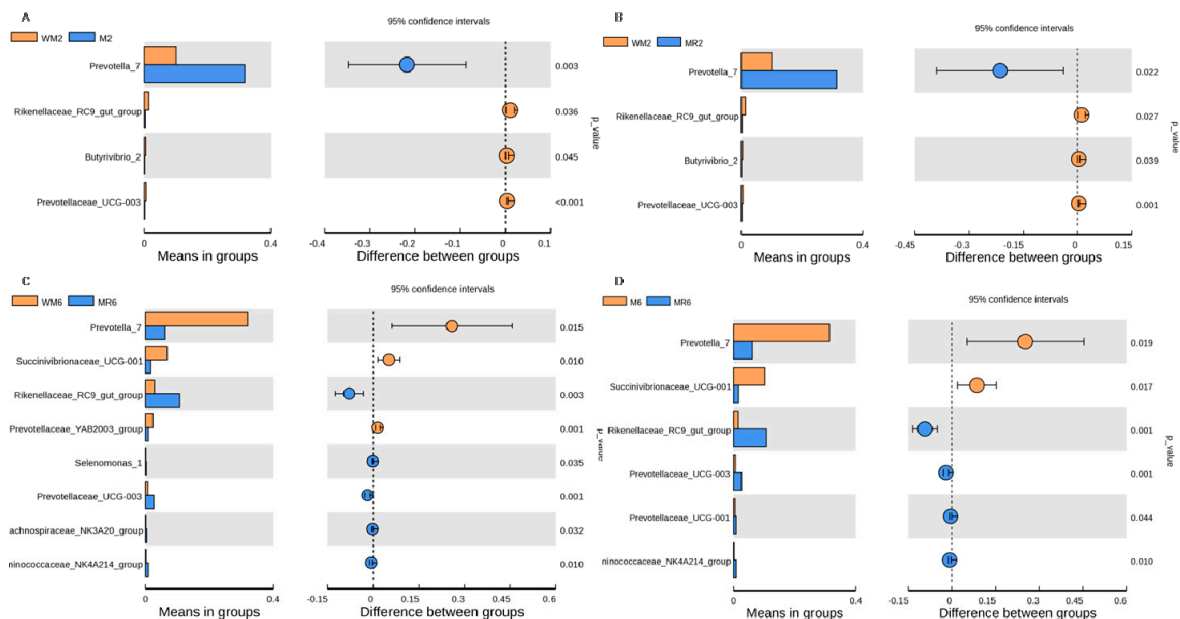 A
95% confidence intervals
WM2 M2
Prevotella_7
0.003
Rikenellaceae_RC9_gut_group
0.036
Butyrivibrio_2
0.045
Prevotellaceae_UCG-003
<0.001
p_value
0 0.4
-0.4 -0.3 -0.2 -0.1 0 0.1
Means in groups
Difference between groups
B
95% confidence intervals
WM2 MR2
Prevotella_7
0.022
Rikenellaceae_RC9_gut_group
0.027
Butyrivibrio_2
0.039
Prevotellaceae_UCG-003
0.001
p_value
0 0.4
-0.45 -0.3 -0.15 0 0.15
Means in groups
Difference between groups
C
95% confidence intervals
WM6 MR6
Prevotella_7
0.015
Succinivibrionaceae_UCG-001
0.010
Rikenellaceae_RC9_gut_group
0.003
Prevotellaceae_YAB2003_group
0.001
Selenomonas_1
0.035
Prevotellaceae_UCG-003
0.001
achnospiraceae_NK3A20_group
0.032
ninococcaceae_NK4A214_group
0.010
p_value
0 0.4
-0.15 0 0.15 0.3 0.45 0.6
Means in groups
Difference between groups
D
95% confidence intervals
M6 MR6
Prevotella_7
0.019
Succinivibrionaceae_UCG-001
0.017
Rikenellaceae_RC9_gut_group
0.001
Prevotellaceae_UCG-003
0.001
Prevotellaceae_UCG-001
0.044
ninococcaceae_NK4A214_group
0.010
p_value
0 0.4
-0.15 0 0.15 0.3 0.45 0.6
Means in groups
Difference between groups